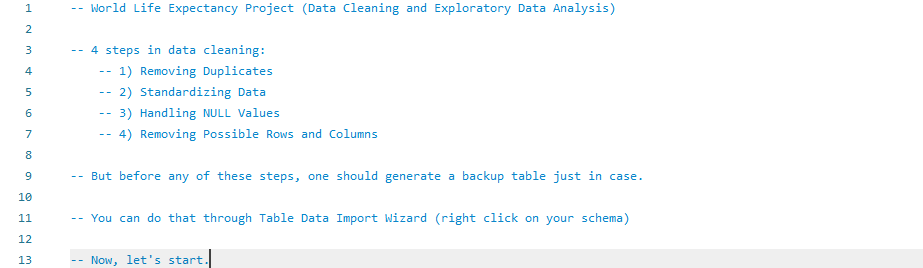 1 -- World Life Expectancy Project (Data Cleaning and Exploratory Data Analysis)
2
3 -- 4 steps in data cleaning:
4 -- 1) Removing Duplicates
5 -- 2) Standardizing Data
6 -- 3) Handling NULL Values
7 -- 4) Removing Possible Rows and Columns
8
9 -- But before any of these steps, one should generate a backup table just in case.
10
11 -- You can do that through Table Data Import Wizard (right click on your schema)
12
13 -- Now, let's start.